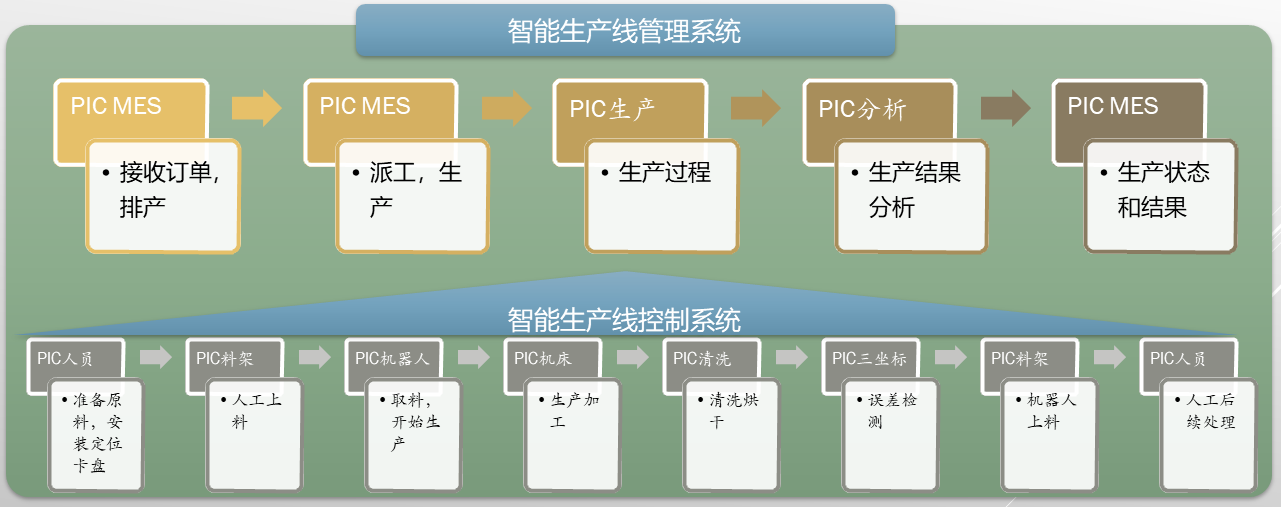 智能生产线管理系统
PIC MES
PIC MES
PIC生产
PIC分析
PIC MES
• 接收订单，
排产
• 派工，生
产
• 生产过程
• 生产结果
分析
• 生产状态
和结果
智能生产线控制系统
PIC人员
PIC料架
PIC机器人
PIC机床
PIC清洗
PIC三坐标
PIC料架
PIC人员
• 准备原
料，安
装定位
卡盘
• 人工上
料
• 取料，
开始生
产
• 生产加
工
• 清洗烘
干
• 误差检
测
• 机器人
上料
• 人工后
续处理